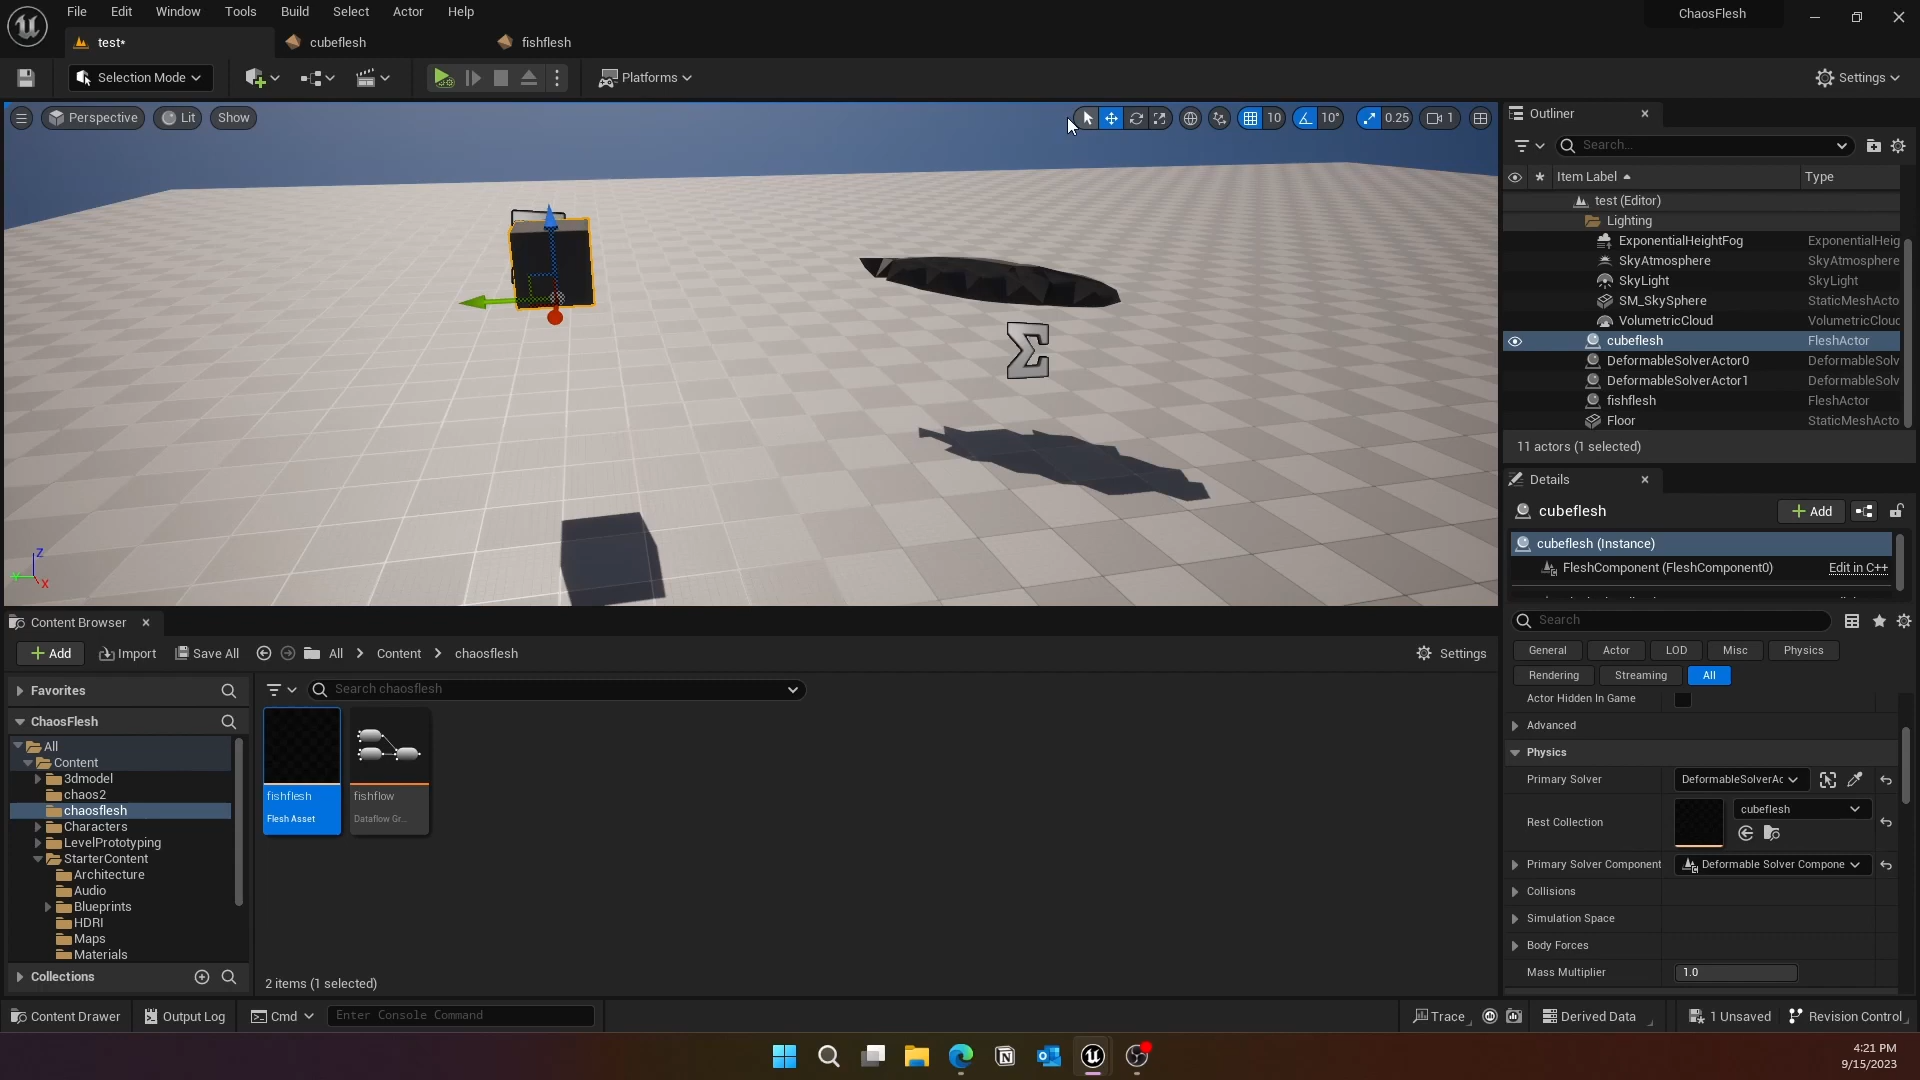 File Edit Window Tools Build Select Actor Help
ChaosFlesh
test* cubeflesh fishflesh
Selection Mode Platforms Settings
Perspective Lit Show 10 10° 0.25 1
Outliner
Search...
Item Label Type
test (Editor)
Lighting
ExponentialHeightFog ExponentialHeig
SkyAtmosphere SkyAtmosphere
SkyLight SkyLight
SM_SkySphere StaticMeshActo
VolumetricCloud VolumetricCloud
cubeflesh FleshActor
DeformableSolverActor0 DeformableSolv
DeformableSolverActor1 DeformableSolv
fishflesh FleshActor
Floor StaticMeshActo
11 actors (1 selected)
Σ
Z
X
Details
cubeflesh Add
cubeflesh (Instance)
FleshComponent (FleshComponent0) Edit in C++
Search
General Actor LOD Misc Physics
Rendering Streaming All
Actor Hidden In Game
Advanced
Physics
Primary Solver DeformableSolverAc
Rest Collection cubeflesh
Primary Solver Component Deformable Solver Compone
Collisions
Simulation Space
Body Forces
Mass Multiplier 1.0
Content Browser
Add Import Save All All Content chaosflesh Settings
Favorites
ChaosFlesh
All
Content
3dmodel
chaos2
chaosflesh
Characters
LevelPrototyping
StarterContent
Architecture
Audio
Blueprints
HDRI
Maps
Materials
Collections
Search chaosflesh
fishflesh
Flesh Asset
fishflow
Dataflow Gr...
2 items (1 selected)
Content Drawer Output Log Cmd Enter Console Command Trace Derived Data 1 Unsaved Revision Control
4:21 PM
9/15/2023